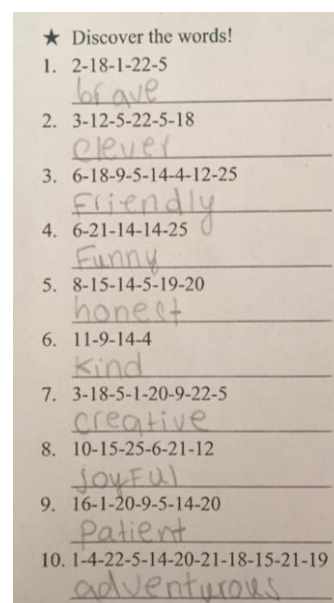 ★ Discover the words!
1. 2-18-1-22-5
brave
2. 3-12-5-22-5-18
Clever
3. 6-18-9-5-14-4-12-25
Friendly
4. 6-21-14-14-25
Funny
5. 8-15-14-5-19-20
honest
6. 11-9-14-4
Kind
7. 3-18-5-1-20-9-22-5
creative
8. 10-15-25-6-21-12
JoyFul
9. 16-1-20-9-5-14-20
Patient
10. 1-4-22-5-14-20-21-18-15-21-19
adventurous